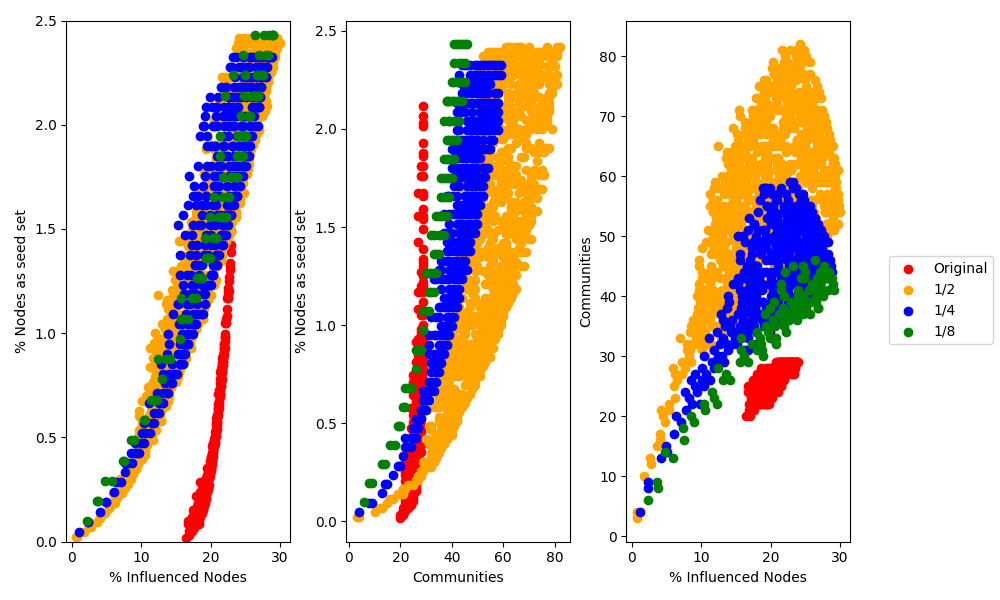 2.5
2.0
1.5
1.0
0.5
0.0
% Nodes as seed set
0 10 20 30
% Influenced Nodes
2.5
2.0
1.5
1.0
0.5
0.0
% Nodes as seed set
0 20 40 60 80
Communities
80
70
60
50
40
30
20
10
0
Communities
0 10 20 30
% Influenced Nodes
Original
1/2
1/4
1/8